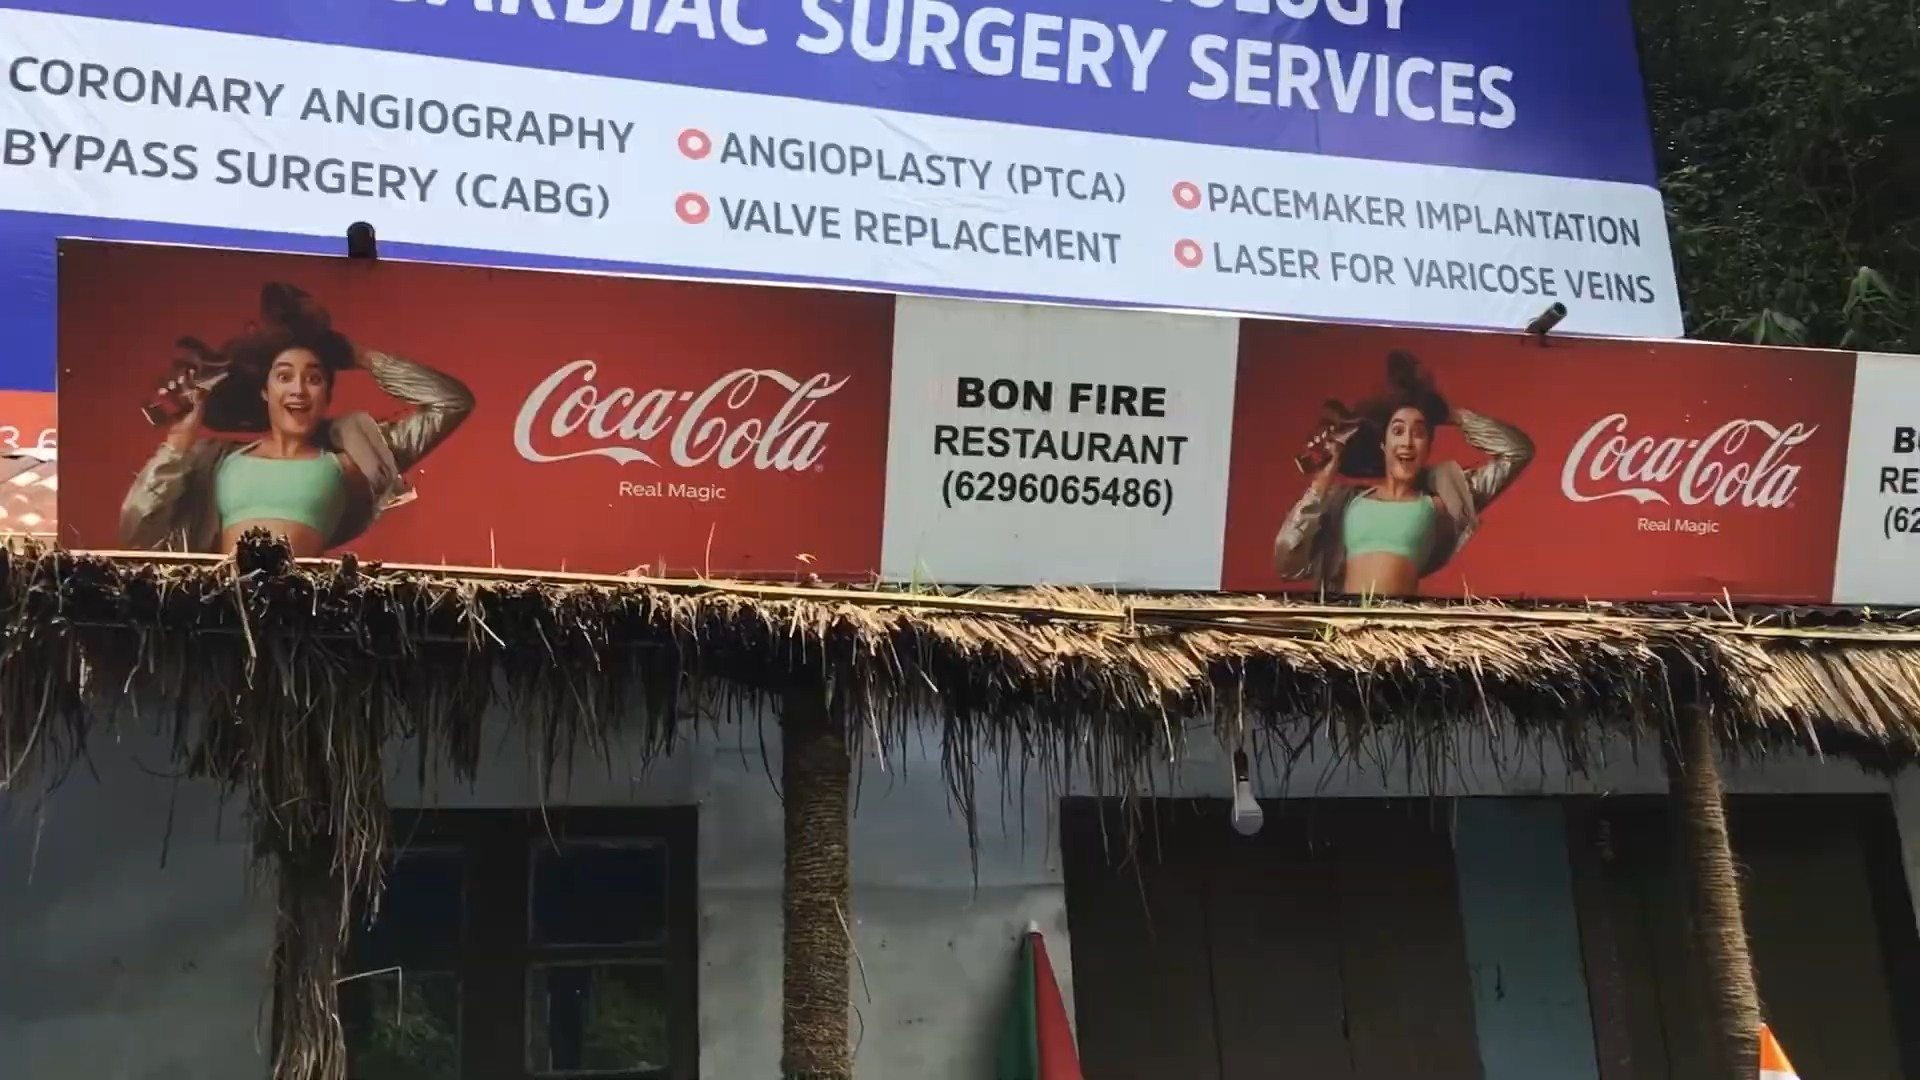 CARDIAC SURGERY SERVICES
CORONARY ANGIOGRAPHY
BYPASS SURGERY (CABG)
ANGIOPLASTY (PTCA)
VALVE REPLACEMENT
PACEMAKER IMPLANTATION
LASER FOR VARICOSE VEINS
Coca-Cola
Real Magic
BON FIRE
RESTAURANT
(6296065486)
Coca-Cola
Real Magic